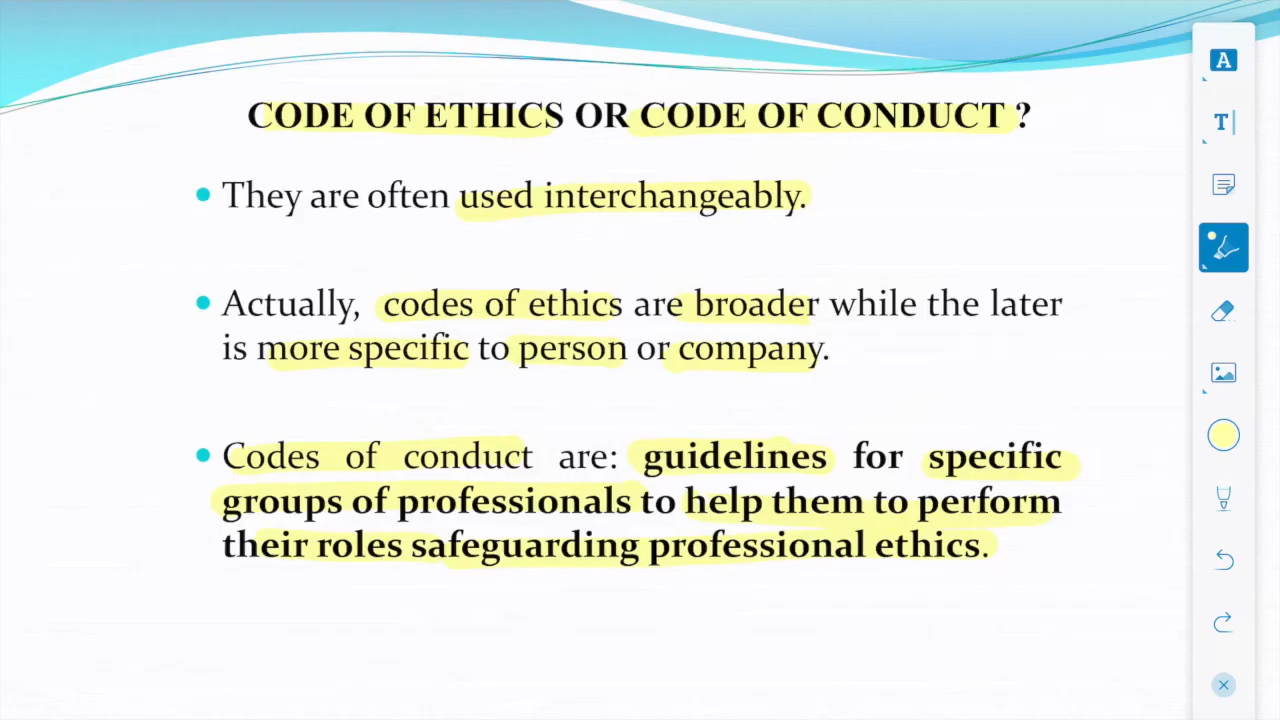 CODE OF ETHICS OR CODE OF CONDUCT ?
They are often used interchangeably.
Actually, codes of ethics are broader while the later
is more specific to person or company.
Codes of conduct are: guidelines for specific
groups of professionals to help them to perform
their roles safeguarding professional ethics.
A
T